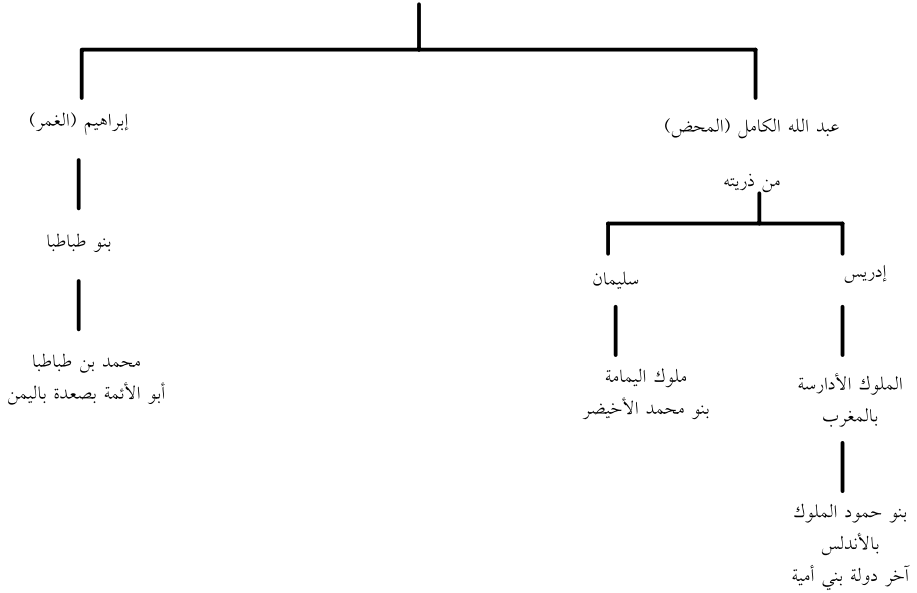 عبد الله الكامل (المحض)
إبراهيم (الغمر)
من ذريته
بنو طباطبا
إدريس
سليمان
محمد بن طباطبا
أبو الأئمة بصعدة باليمن
الملوك الأدارسة
بالمغرب
ملوك اليمامة
بنو محمد الأخيضر
بنو حمود الملوك
بالأندلس
آخر دولة بني أمية